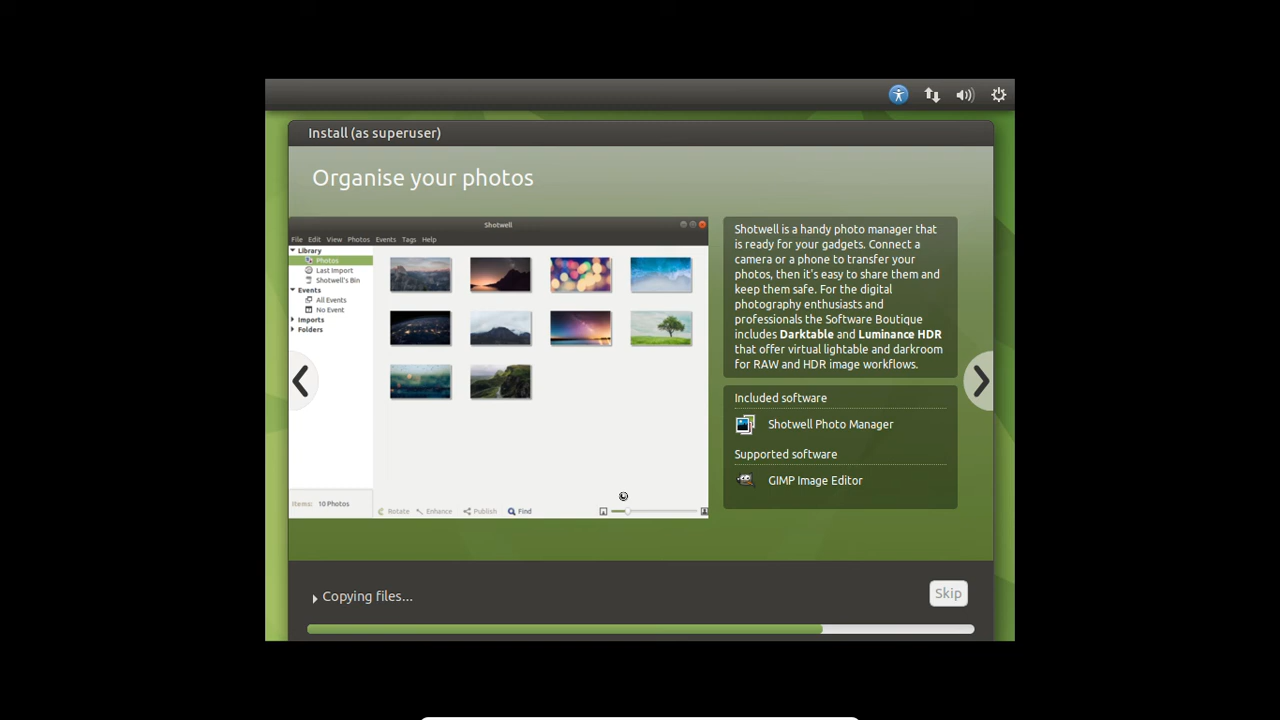 Install (as superuser)
Organise your photos
Shotwell
File Edit View Photos Events Tags Help
Library
Photos
Last Import
Shotwell's Bin
Events
All Events
No Event
Imports
Folders
Items: 10 Photos
Rotate Enhance Publish Find
Shotwell is a handy photo manager that
is ready for your gadgets. Connect a
camera or a phone to transfer your
photos, then it's easy to share them and
keep them safe. For the digital
photography enthusiasts and
professionals the Software Boutique
includes Darktable and Luminance HDR
that offer virtual lightable and darkroom
for RAW and HDR image workflows.
Included software
Shotwell Photo Manager
Supported software
GIMP Image Editor
Copying files...
Skip